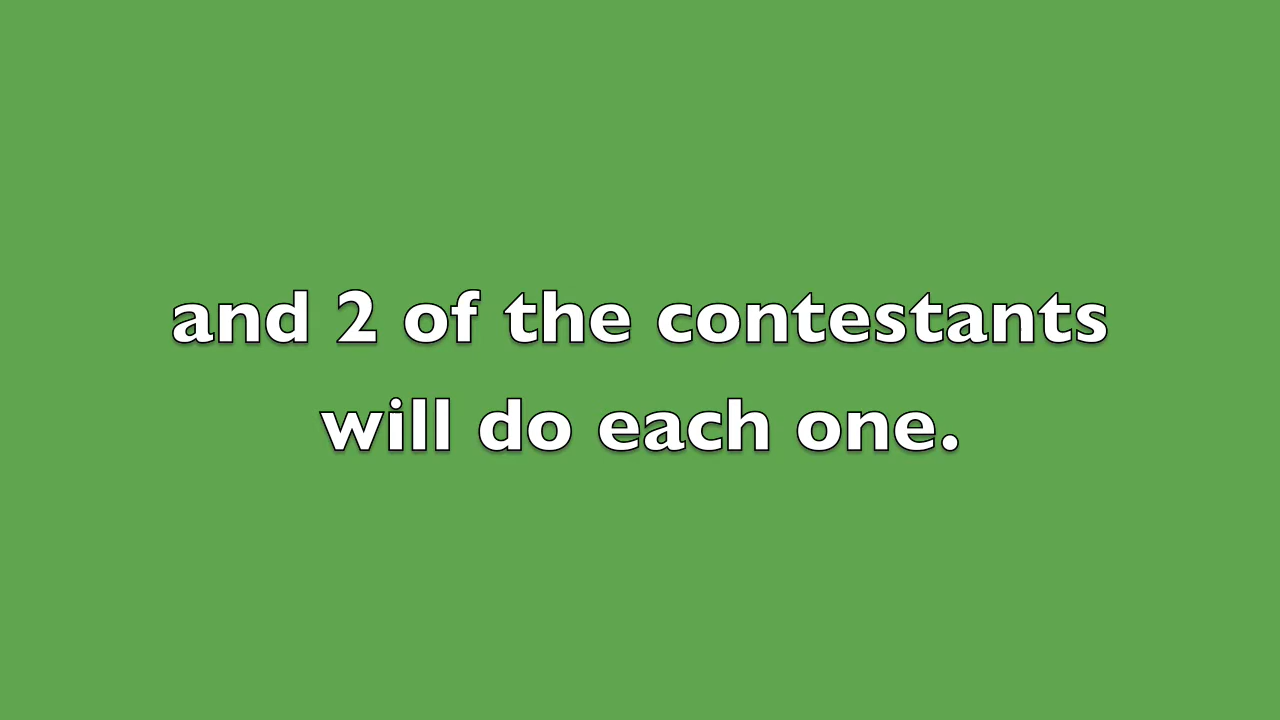 and 2 of the contestants
will do each one.